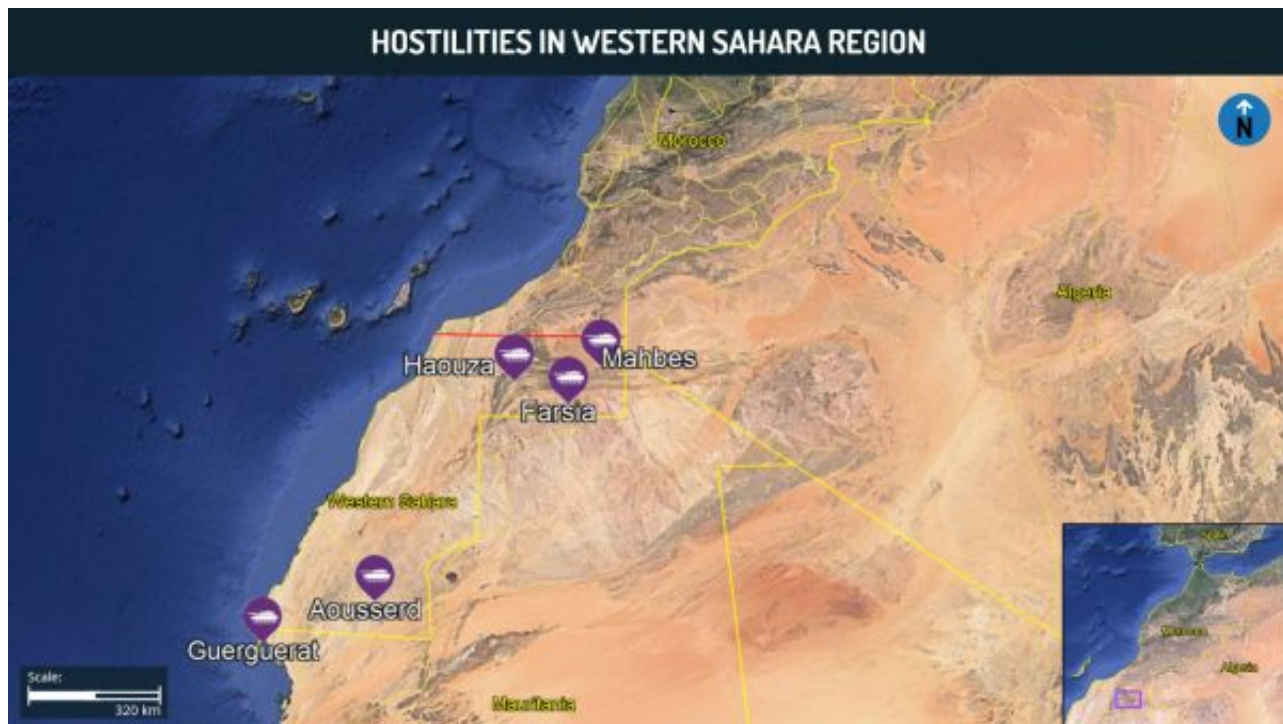 HOSTILITIES IN WESTERN SAHARA REGION
N
Morocco
Algeria
Haouza
Mahbes
Farsia
Western Sahara
Aousserd
Guerguerat
Mauritania
Scale:
320 km
Spain
Morocco
Algeria